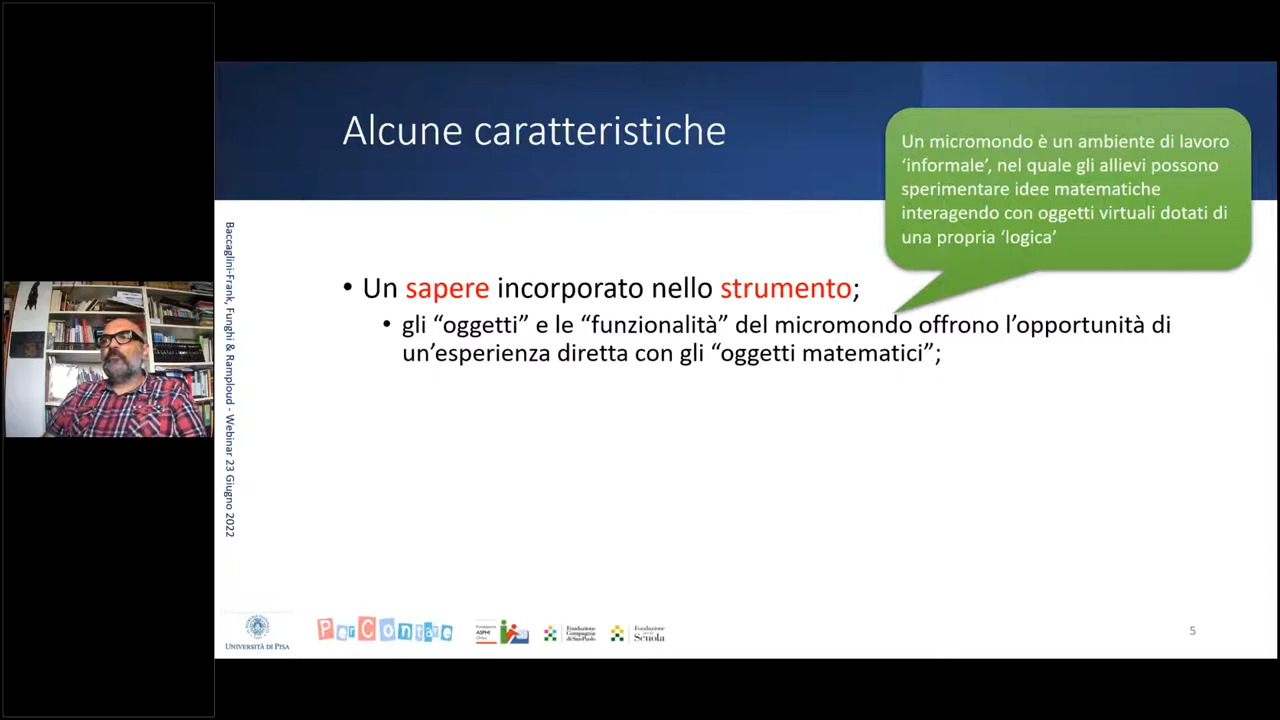 Alcune caratteristiche
Un micromondo è un ambiente di lavoro
‘informale’, nel quale gli allievi possono
sperimentare idee matematiche
interagendo con oggetti virtuali dotati di
una propria ‘logica’
Baccaglini-Frank, Funghi & Ramploud - Webinar 23 Giugno 2022
• Un sapere incorporato nello strumento;
• gli “oggetti” e le “funzionalità” del micromondo offrono l’opportunità di
un’esperienza diretta con gli “oggetti matematici”;
UNIVERSITÀ DI PISA
PerContare
Fondazione
ASPHI
Onlus
Fondazione
Compagnia
di San Paolo
Fondazione
per la
Scuola
5